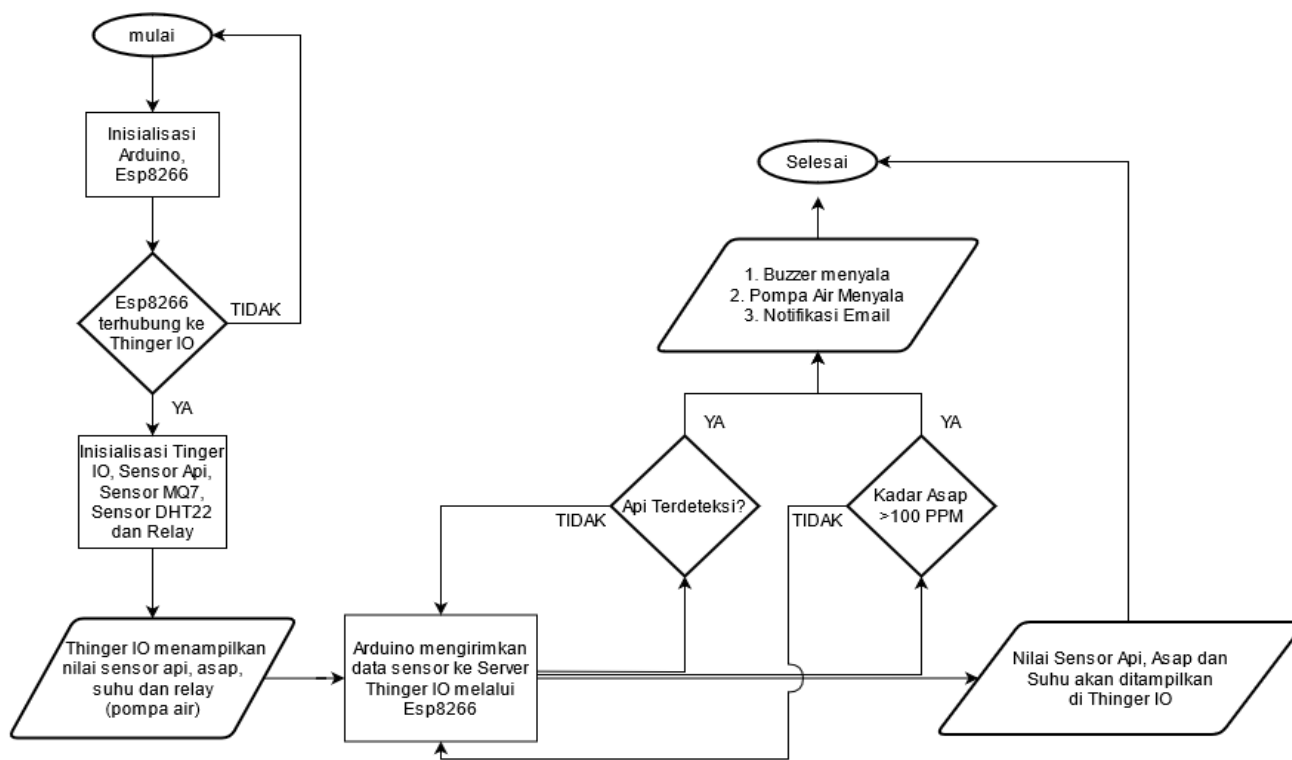 mulai
Inisialisasi
Arduino,
Esp8266
Esp8266
terhubung ke
Thinger IO
TIDAK
YA
Inisialisasi Tinger
IO, Sensor Api,
Sensor MQ7,
Sensor DHT22
dan Relay
Thinger IO menampilkan
nilai sensor api, asap,
suhu dan relay
(pompa air)
Arduino mengirimkan
data sensor ke Server
Thinger IO melalui
Esp8266
Api Terdeteksi?
TIDAK
YA
Kadar Asap
>100 PPM
TIDAK
YA
1. Buzzer menyala
2. Pompa Air Menyala
3. Notifikasi Email
Selesai
Nilai Sensor Api, Asap dan
Suhu akan ditampilkan
di Thinger IO